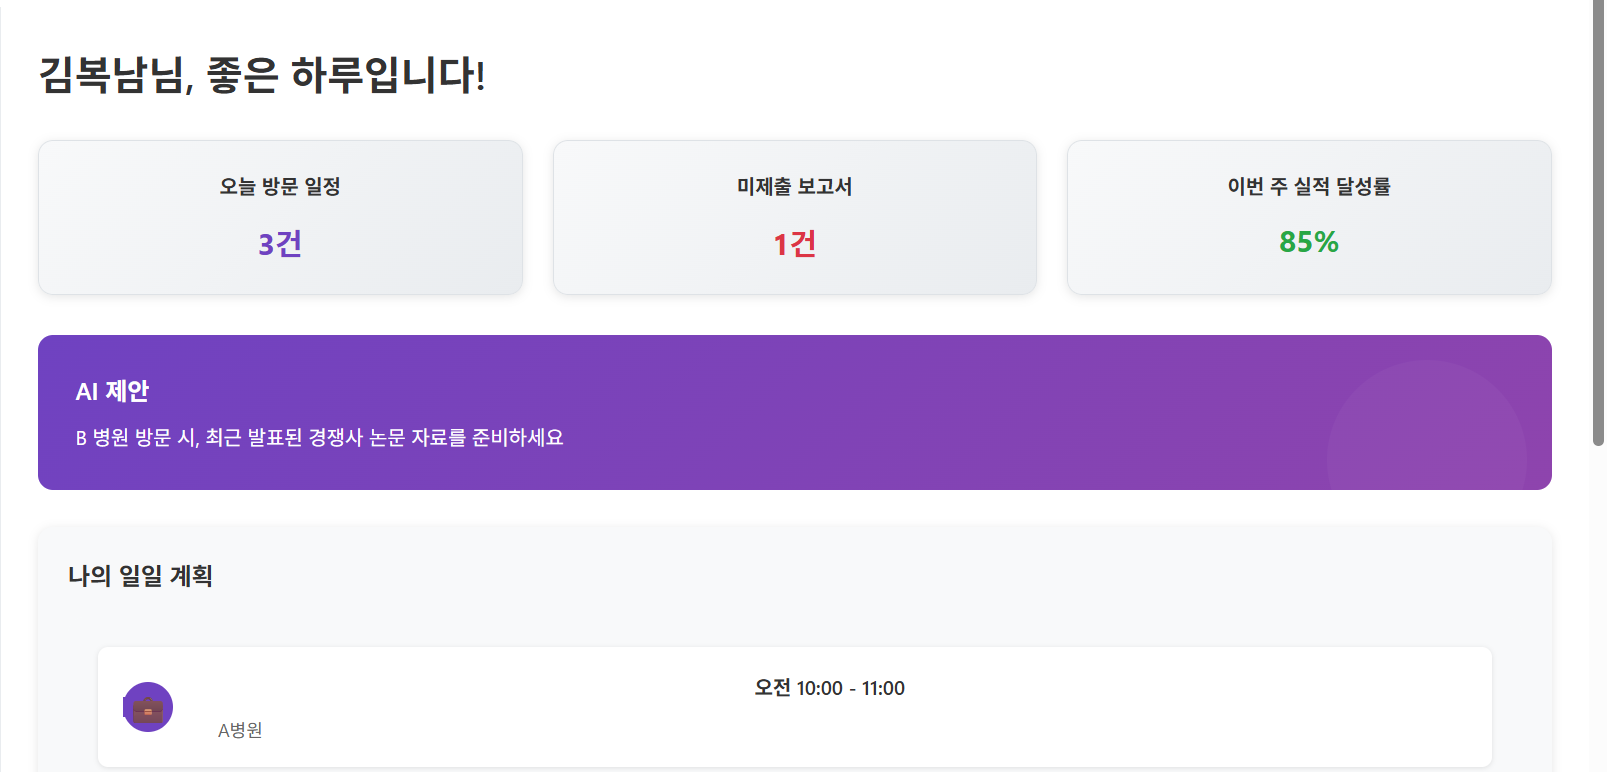 김복남님, 좋은 하루입니다!
오늘 방문 일정
3건
미제출 보고서
1건
이번 주 실적 달성률
85%
AI 제안
B 병원 방문 시, 최근 발표된 경쟁사 논문 자료를 준비하세요
나의 일일 계획
오전 10:00 - 11:00
A병원